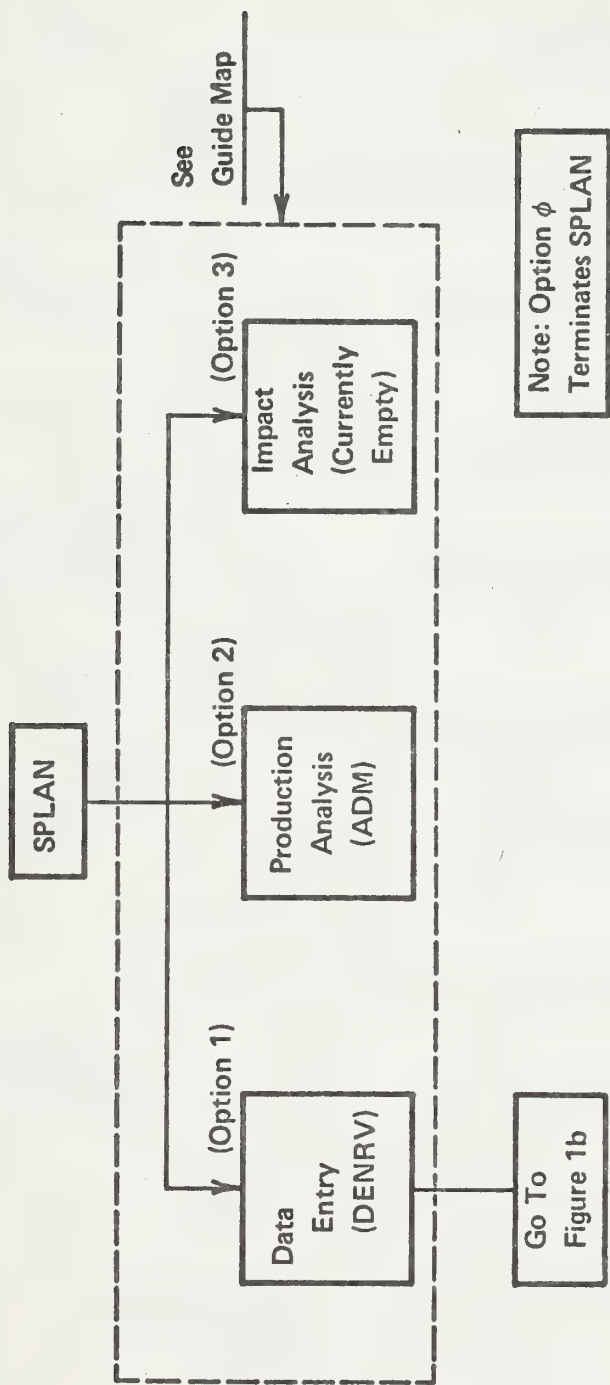 SPLAN
See
Guide Map
(Option 1)
(Option 2)
(Option 3)
Data
Entry
(DENRV)
Production
Analysis
(ADM)
Impact
Analysis
(Currently
Empty)
Go To
Figure 1b
Note: Option ϕ
Terminates SPLAN